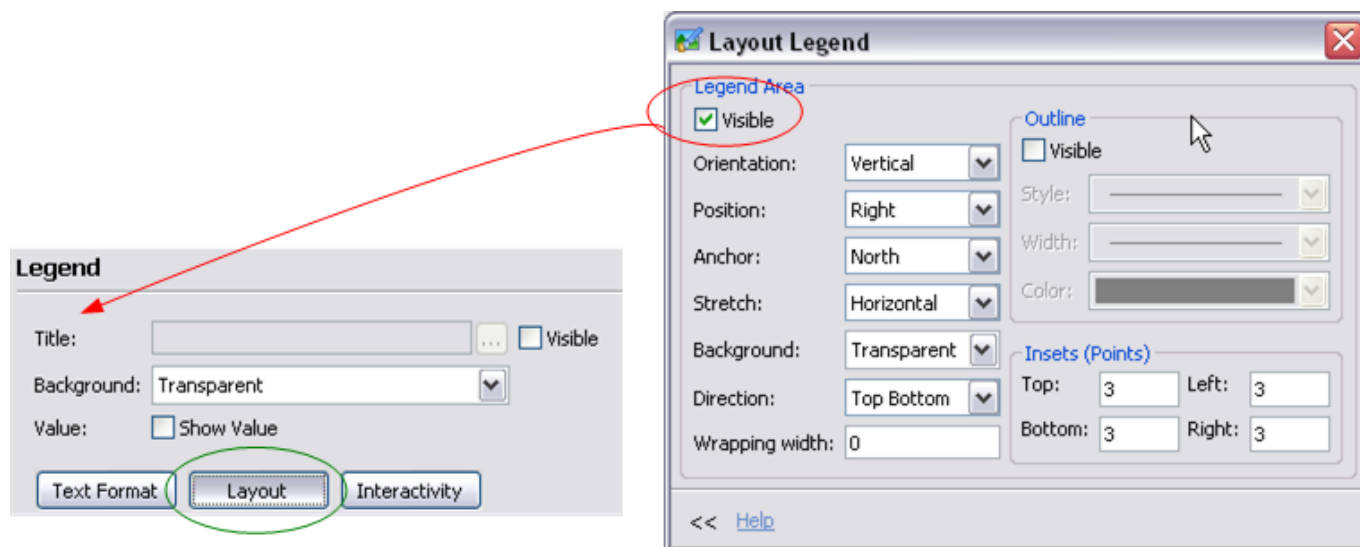 Legend
Title: ... Visible
Background: Transparent
Value: Show Value
Text Format Layout Interactivity
Layout Legend
Legend Area
Visible
Orientation: Vertical
Position: Right
Anchor: North
Stretch: Horizontal
Background: Transparent
Direction: Top Bottom
Wrapping width: 0
Outline
Visible
Style:
Width:
Color:
Insets (Points)
Top: 3 Left: 3
Bottom: 3 Right: 3
<< Help